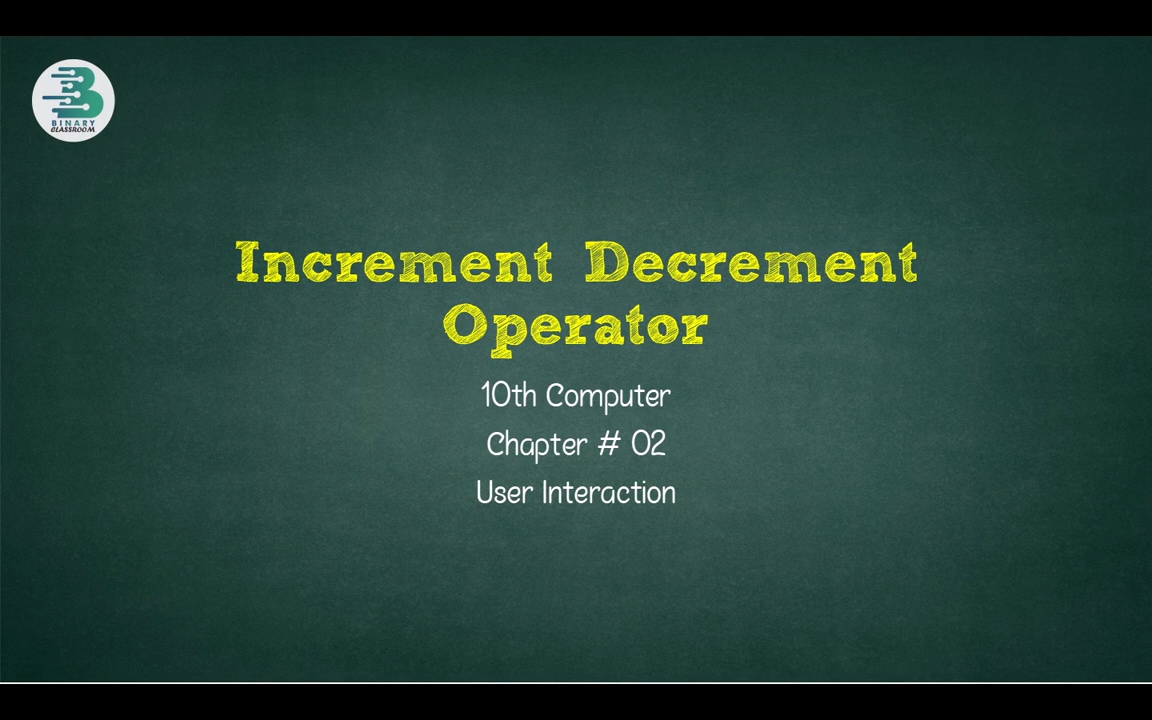 BINARY
CLASSROOM
Increment Decrement
Operator
10th Computer
Chapter # 02
User Interaction